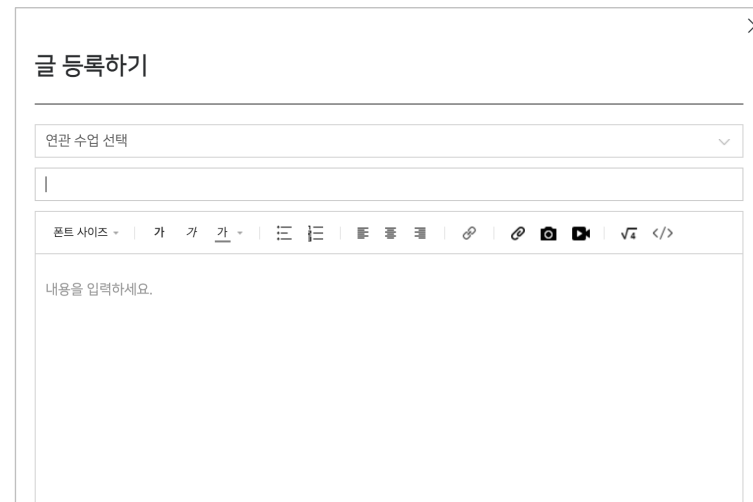 글 등록하기
연관 수업 선택
폰트 사이즈 가 가 가
내용을 입력하세요.